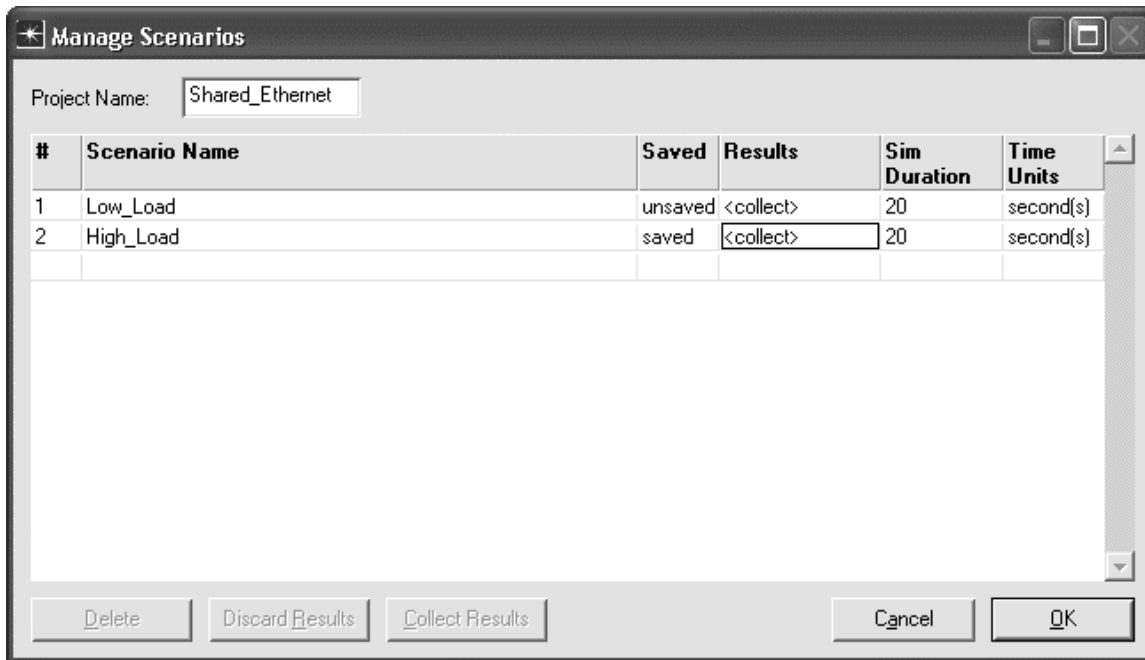 Manage Scenarios
Project Name: Shared_Ethernet
# Scenario Name Saved Results Sim Duration Time Units
1 Low_Load unsaved <collect> 20 second(s)
2 High_Load saved <collect> 20 second(s)
Delete Discard Results Collect Results Cancel OK